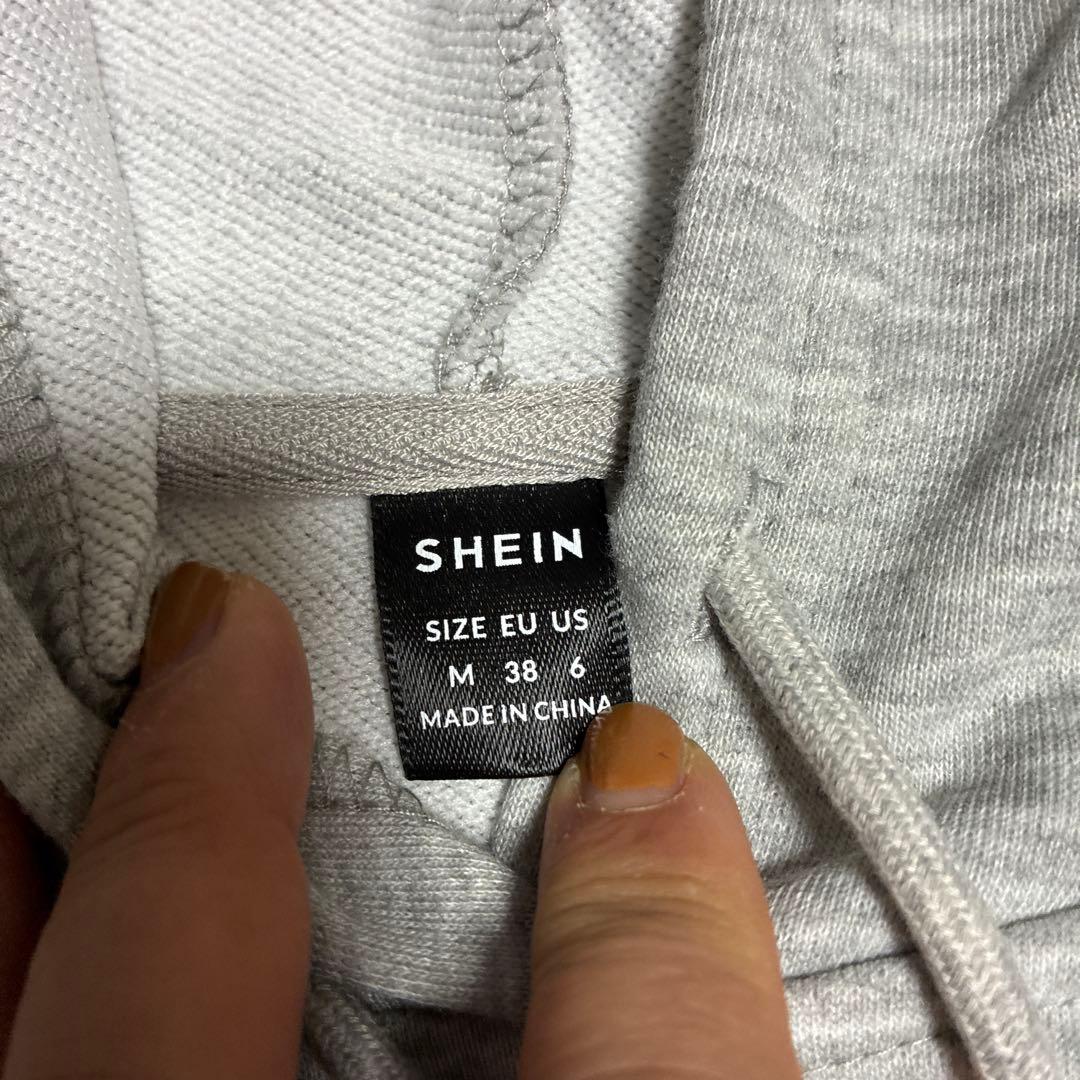 SHEIN
SIZE EU US
M 38 6
MADE IN CHINA